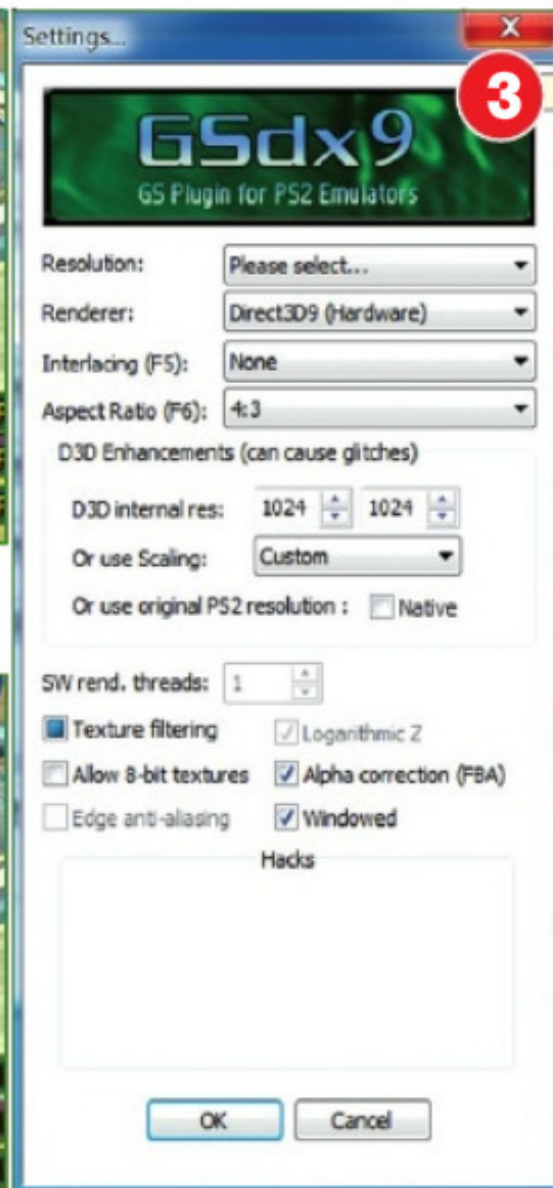 Settings...
X
3
GSdx9
GS Plugin for PS2 Emulators
Resolution: Please select...
Renderer: Direct3D9 (Hardware)
Interlacing (F5): None
Aspect Ratio (F6): 4:3
D3D Enhancements (can cause glitches)
D3D internal res: 1024 1024
Or use Scaling: Custom
Or use original PS2 resolution : Native
SW rend. threads: 1
Texture filtering Logarithmic Z
Allow 8-bit textures Alpha correction (FBA)
Edge anti-aliasing Windowed
Hacks
OK Cancel